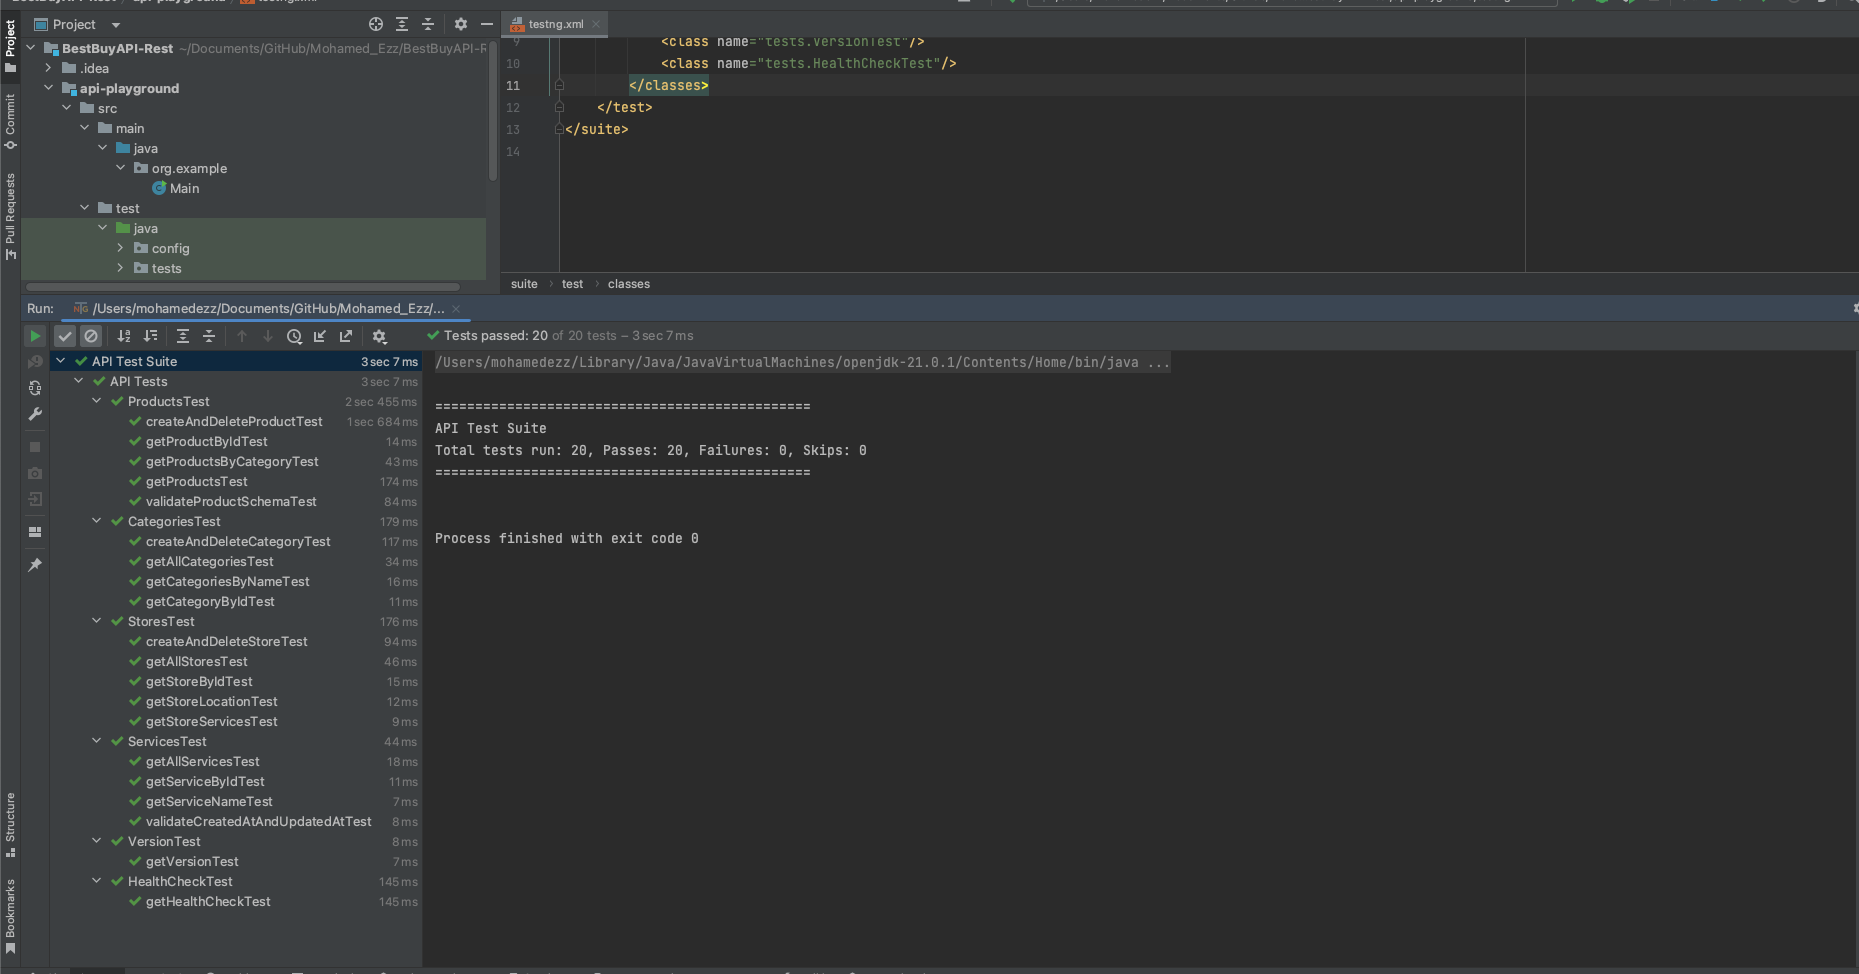 Project
BestBuyAPI-Rest ~/Documents/GitHub/Mohamed_Ezz/BestBuyAPI-R
.idea
api-playground
src
main
java
org.example
Main
test
java
config
tests
Project
Commit
Pull Requests
Structure
Bookmarks
testng.xml
9 <class name="tests.VersionTest"/>
10 <class name="tests.HealthCheckTest"/>
11 </classes>
12 </test>
13 </suite>
14
suite › test › classes
Run: /Users/mohamedezz/Documents/GitHub/Mohamed_Ezz/...
Tests passed: 20 of 20 tests – 3 sec 7 ms
API Test Suite 3 sec 7 ms
API Tests 3 sec 7 ms
ProductsTest 2 sec 455 ms
createAndDeleteProductTest 1 sec 684 ms
getProductByIdTest 14 ms
getProductsByCategoryTest 43 ms
getProductsTest 174 ms
validateProductSchemaTest 84 ms
CategoriesTest 179 ms
createAndDeleteCategoryTest 117 ms
getAllCategoriesTest 34 ms
getCategoriesByNameTest 16 ms
getCategoryByIdTest 11 ms
StoresTest 176 ms
createAndDeleteStoreTest 94 ms
getAllStoresTest 46 ms
getStoreByIdTest 15 ms
getStoreLocationTest 12 ms
getStoreServicesTest 9 ms
ServicesTest 44 ms
getAllServicesTest 18 ms
getServiceByIdTest 11 ms
getServiceNameTest 7 ms
validateCreatedAtAndUpdatedAtTest 8 ms
VersionTest 8 ms
getVersionTest 7 ms
HealthCheckTest 145 ms
getHealthCheckTest 145 ms
/Users/mohamedezz/Library/Java/JavaVirtualMachines/openjdk-21.0.1/Contents/Home/bin/java ...
===============================================
API Test Suite
Total tests run: 20, Passes: 20, Failures: 0, Skips: 0
===============================================
Process finished with exit code 0